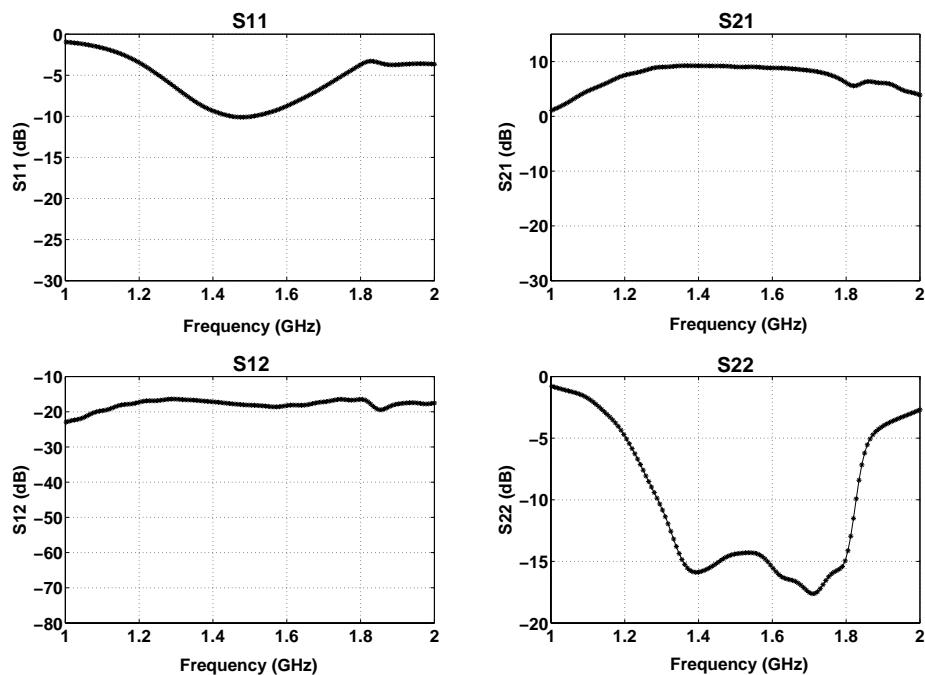 S11
0
−5
−10
−15
−20
−25
−30
S11 (dB)
1 1.2 1.4 1.6 1.8 2
Frequency (GHz)
S21
10
0
−10
−20
−30
S21 (dB)
1 1.2 1.4 1.6 1.8 2
Frequency (GHz)
S12
−10
−20
−30
−40
−50
−60
−70
−80
S12 (dB)
1 1.2 1.4 1.6 1.8 2
Frequency (GHz)
S22
0
−5
−10
−15
−20
S22 (dB)
1 1.2 1.4 1.6 1.8 2
Frequency (GHz)